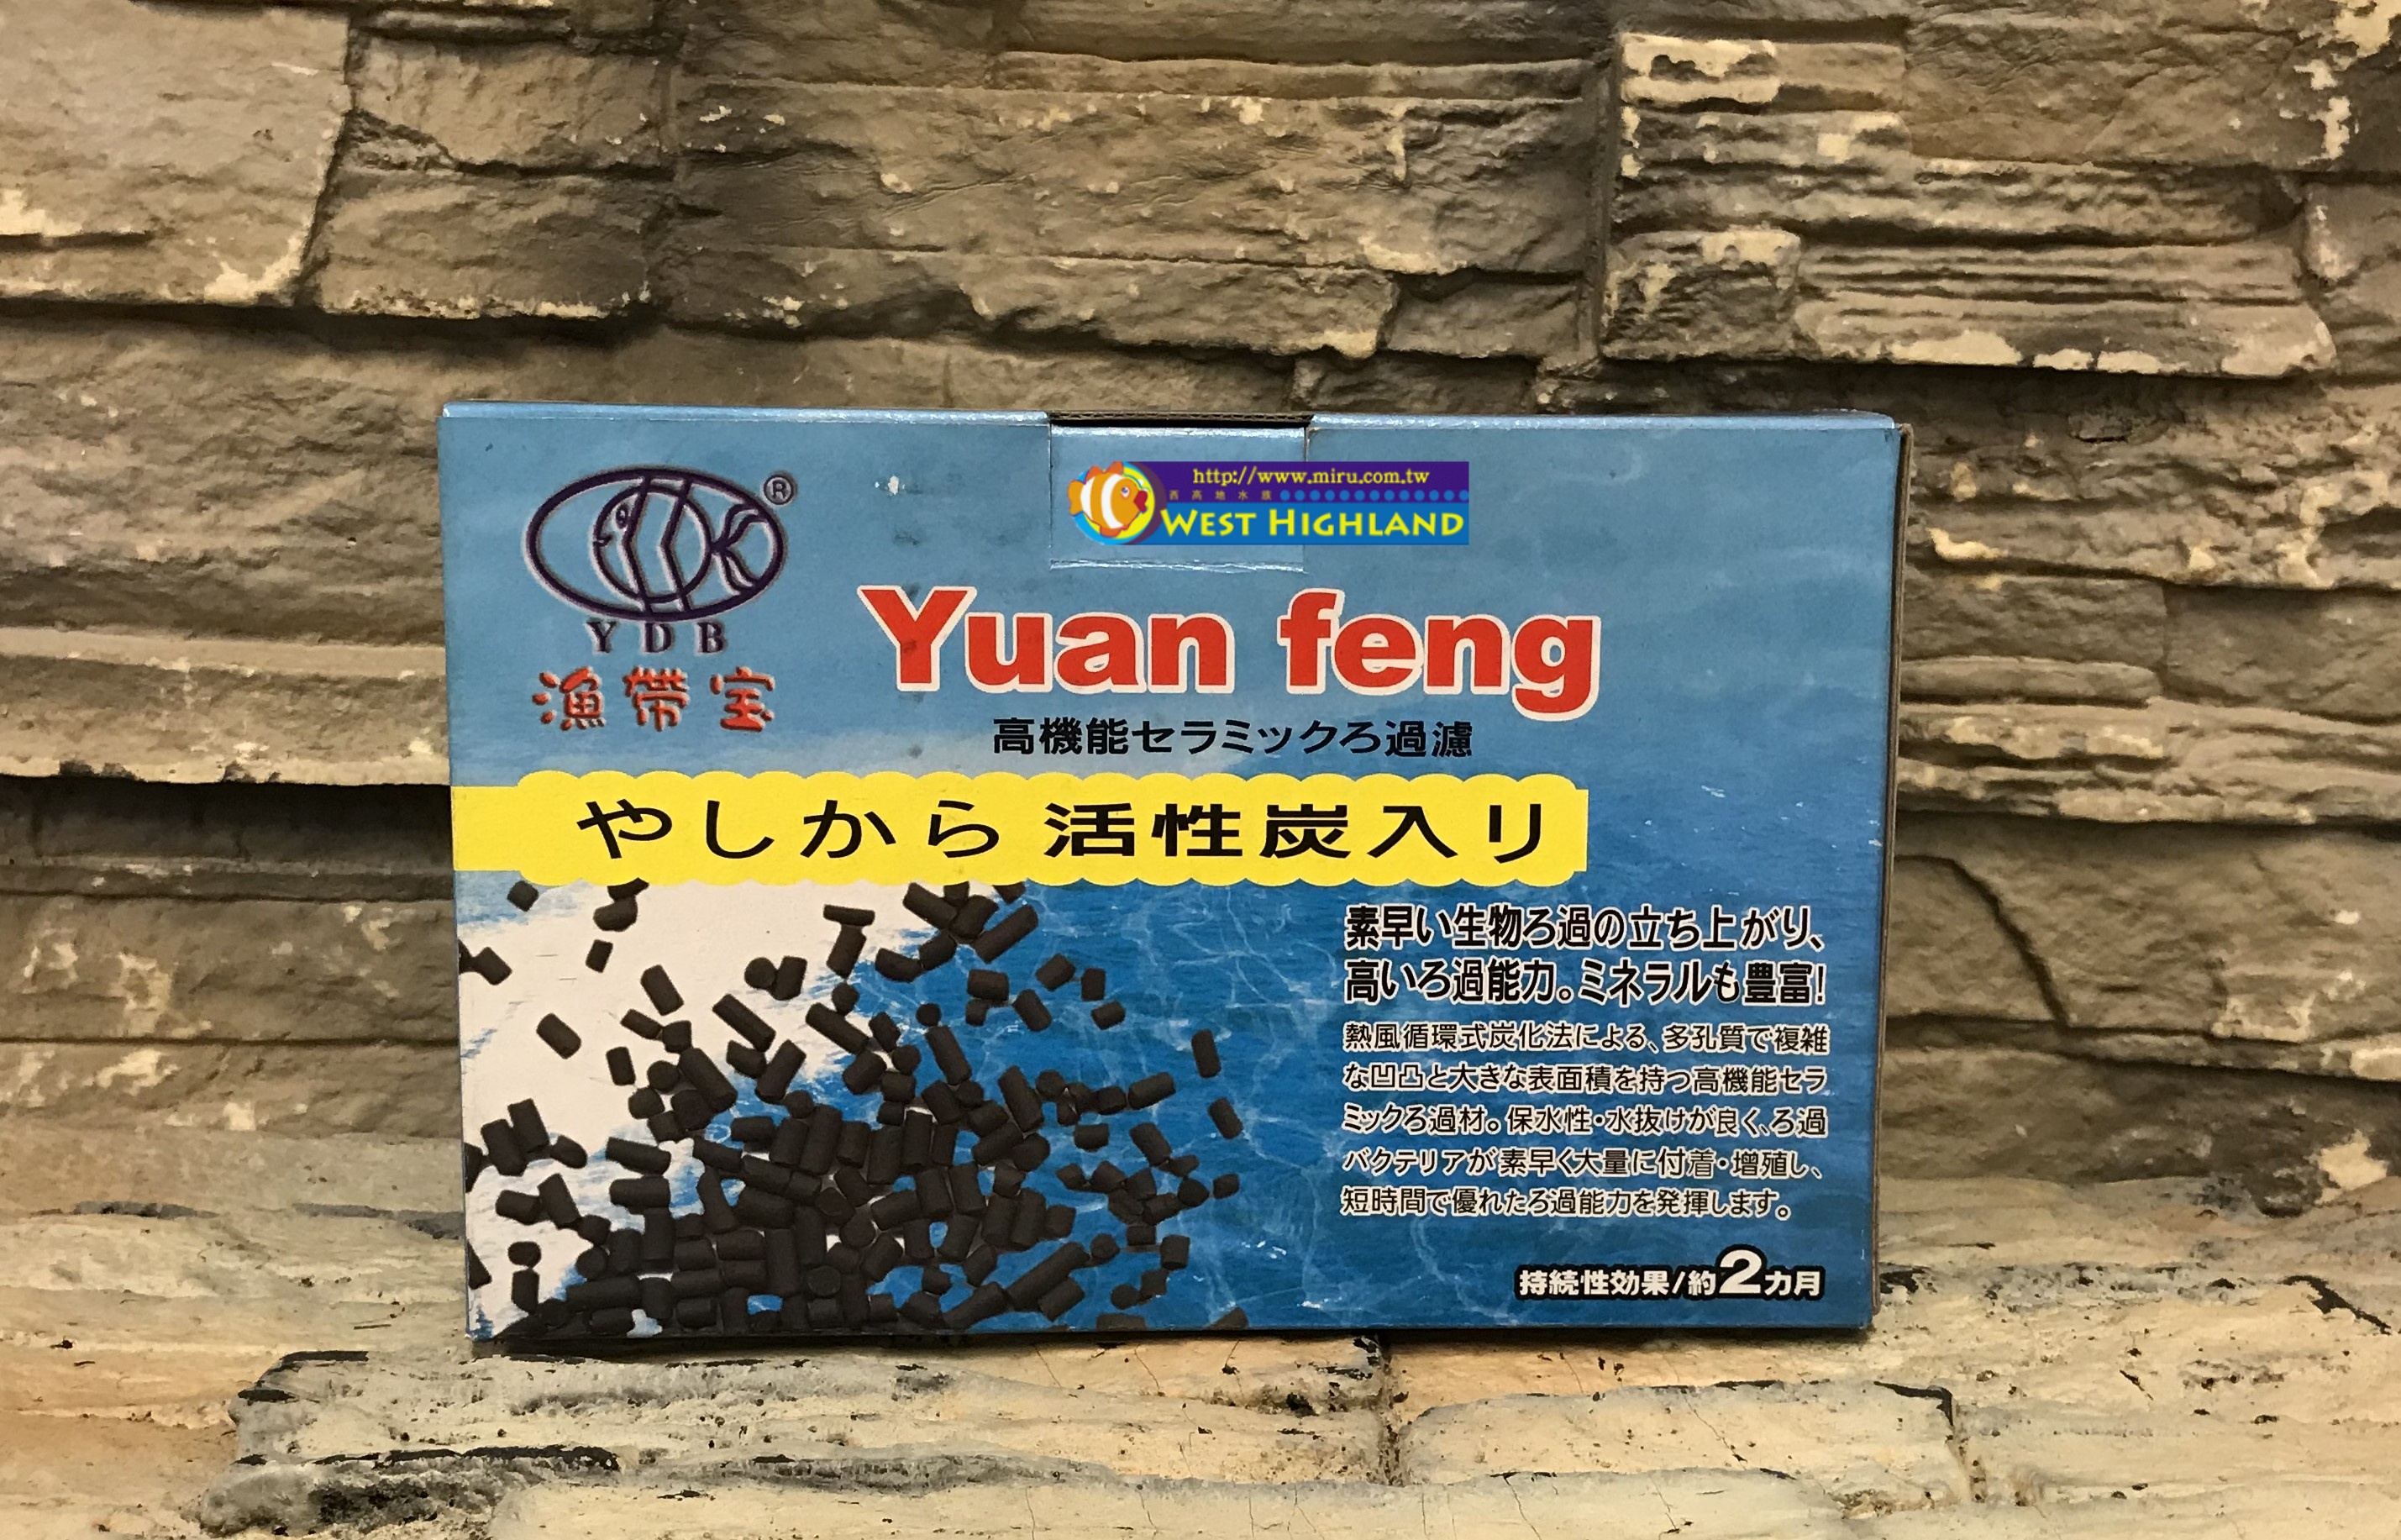 http://www.miru.com.tw
西高地水族
WEST HIGHLAND
®
YDB
漁帶宝
Yuan feng
高機能セラミックろ過濾
やしから 活性炭入リ
素早い生物ろ過の立ち上がり、
高いろ過能力。ミネラルも豊富!
熱風循環式炭化法による、多孔質で複雑
な凹凸と大きな表面積を持つ高機能セラ
ミックろ過材。保水性・水抜けが良く、ろ過
バクテリアが素早く大量に付着・増殖し、
短時間で優れたろ過能力を発揮します。
持続性効果/約2カ月